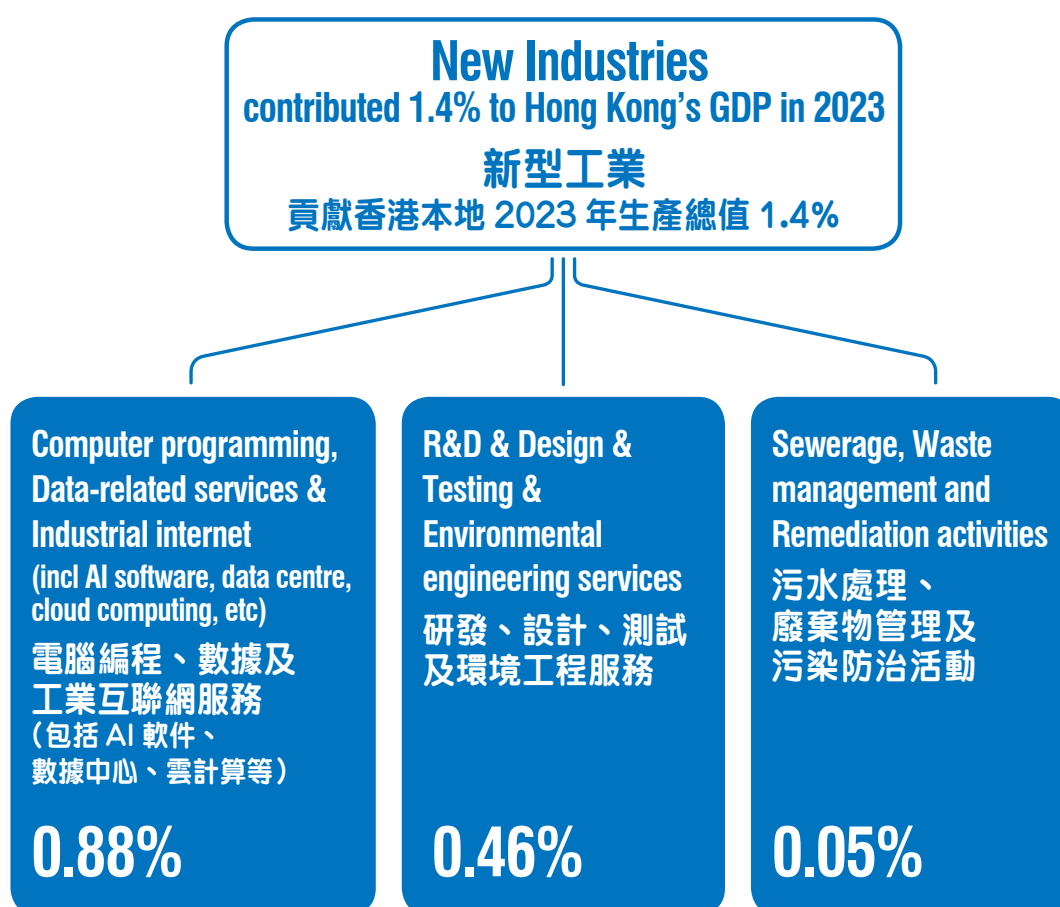 New Industries
contributed 1.4% to Hong Kong's GDP in 2023
新型工業
貢獻香港本地 2023 年生產總值 1.4%
Computer programming,
Data-related services &
Industrial internet
(incl AI software, data centre,
cloud computing, etc)
電腦編程、數據及
工業互聯網服務
(包括 AI 軟件、
數據中心、雲計算等)
0.88%
R&D & Design &
Testing &
Environmental
engineering services
研發、設計、測試
及環境工程服務
0.46%
Sewerage, Waste
management and
Remediation activities
污水處理、
廢棄物管理及
污染防治活動
0.05%